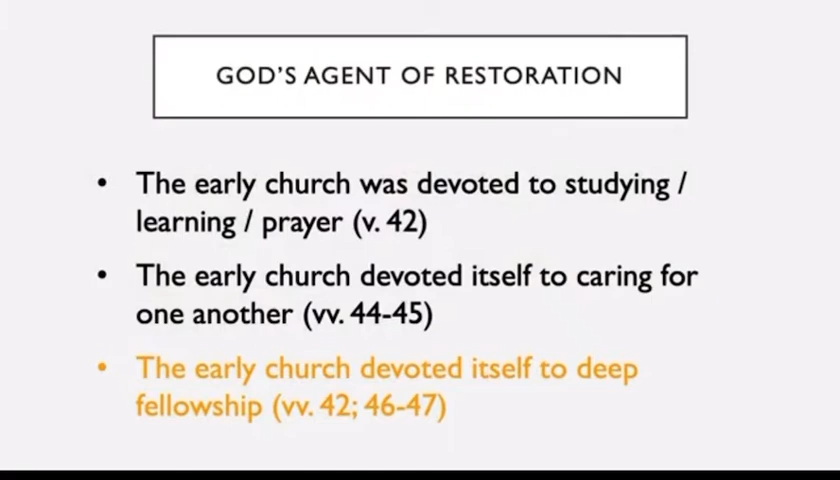 GOD'S AGENT OF RESTORATION
• The early church was devoted to studying /
learning / prayer (v. 42)
• The early church devoted itself to caring for
one another (vv. 44-45)
• The early church devoted itself to deep
fellowship (vv. 42; 46-47)